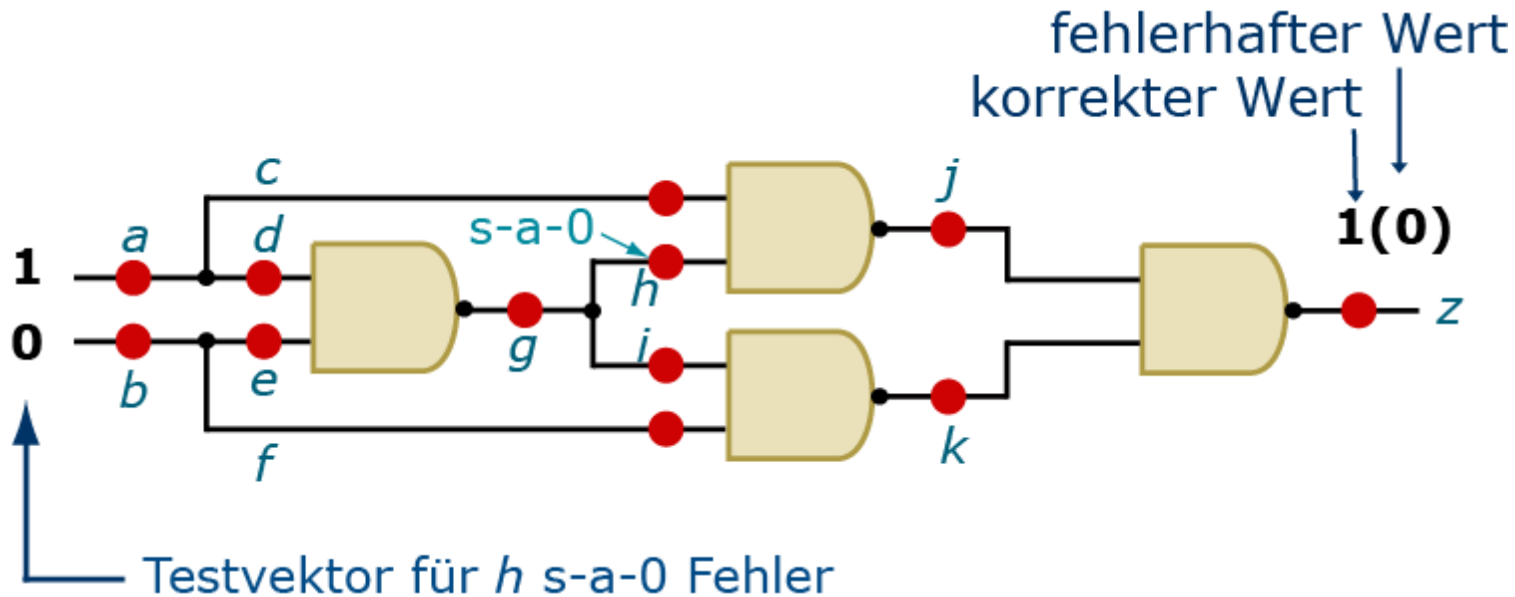 fehlerhafter Wert
korrekter Wert
c
j
s-a-0
1(0)
a
d
1
h
z
0
g
i
b
e
k
f
Testvektor für h s-a-0 Fehler